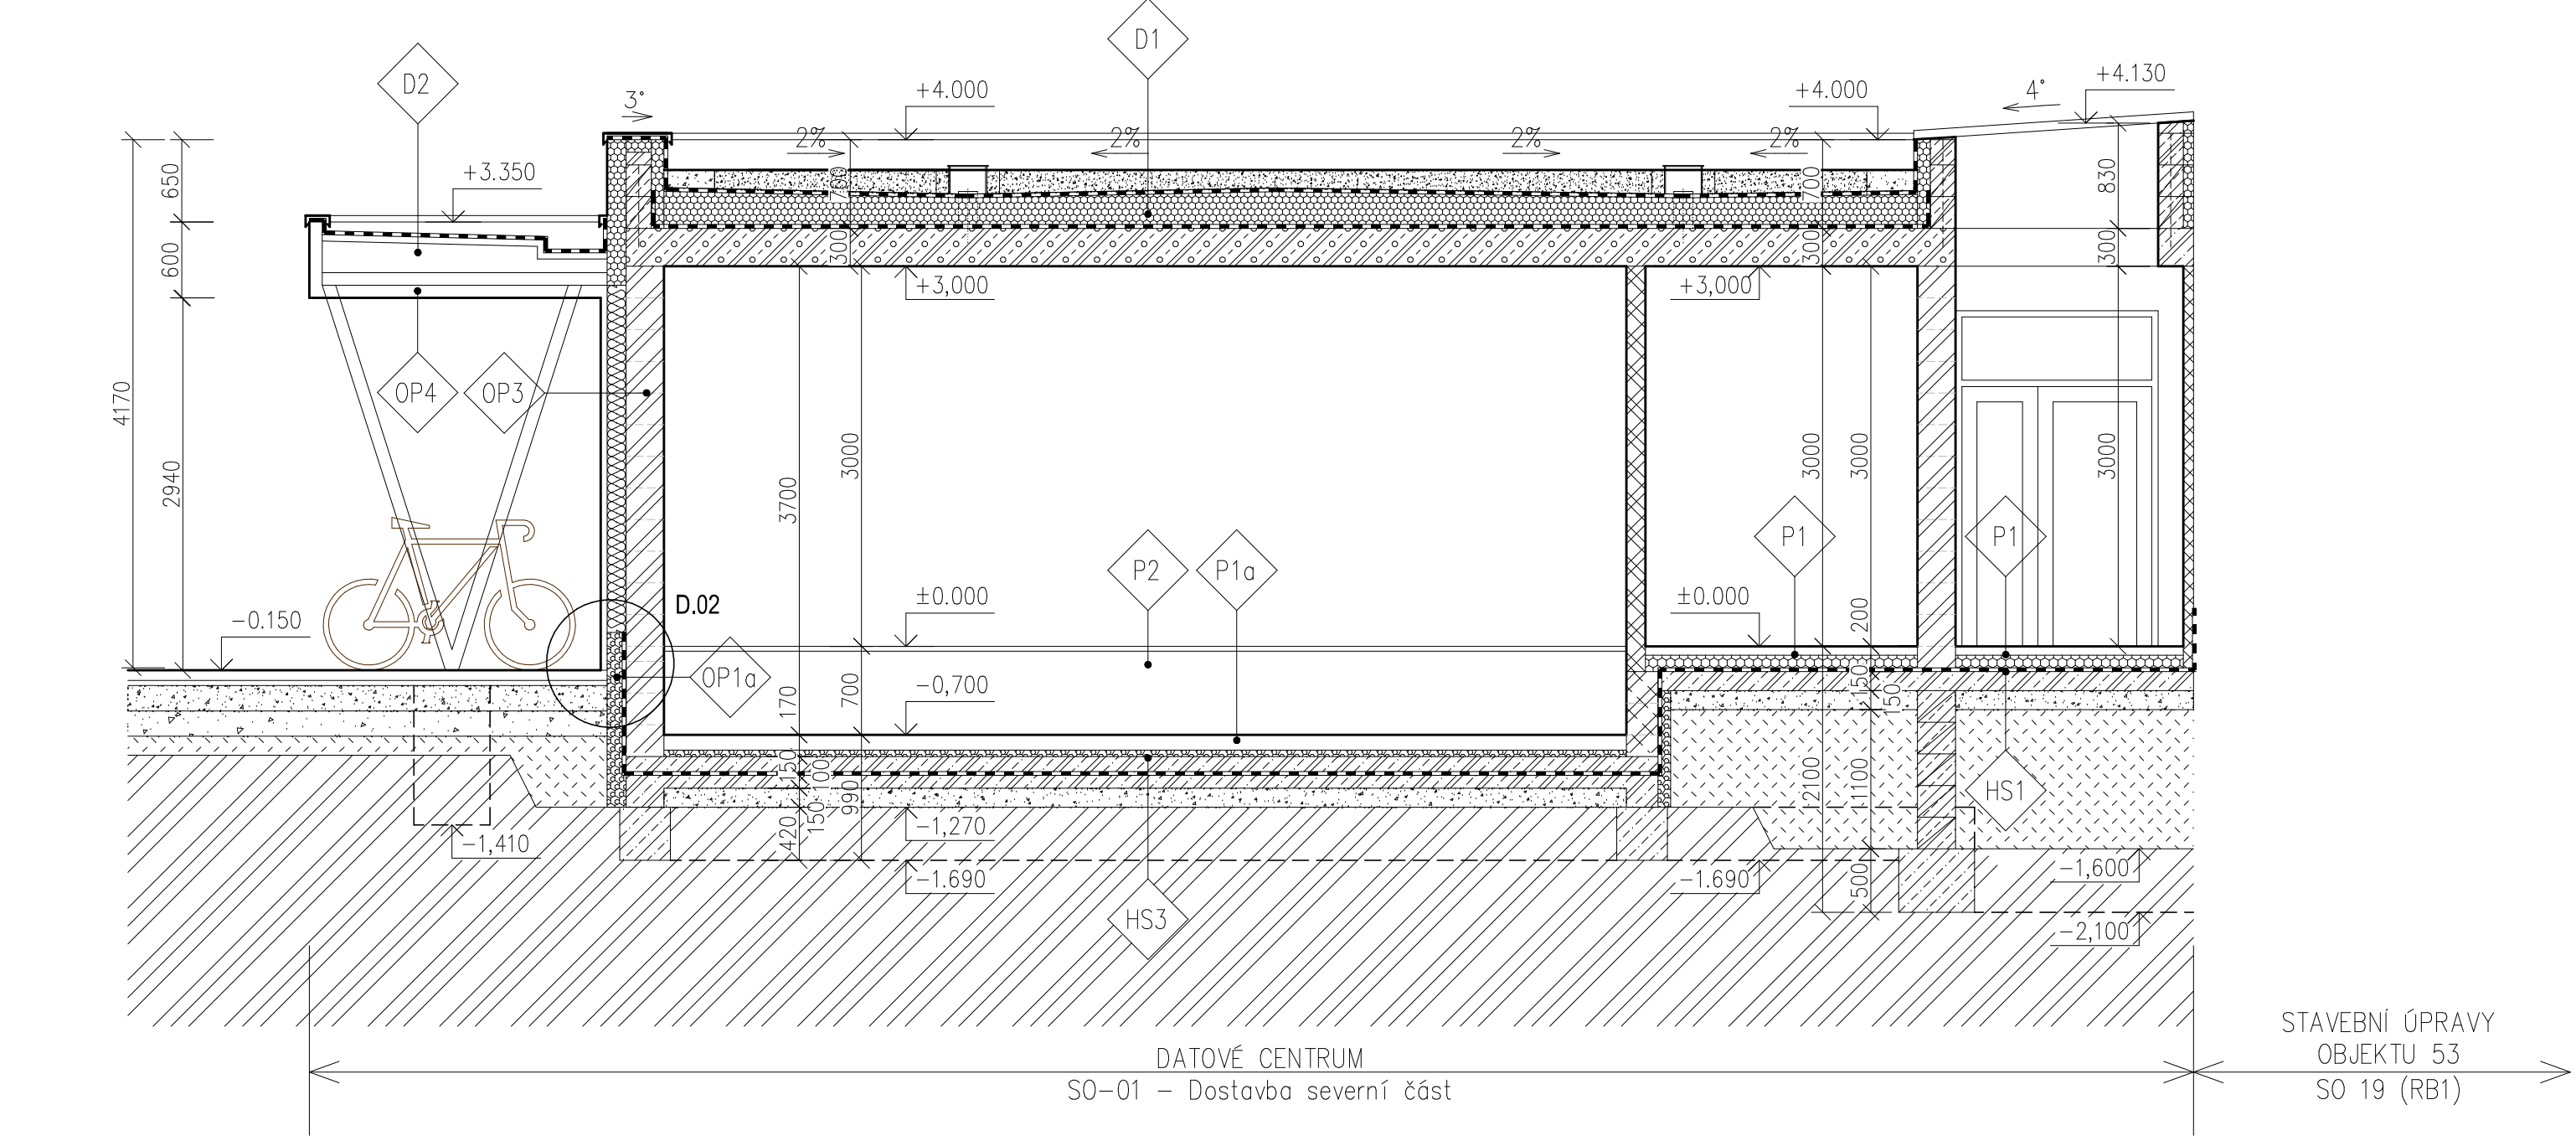 D1
D2
3°
+4.000
+4.000
4°
+4.130
2%
2%
2%
2%
650
+3.350
700
700
830
600
300
300
300
+3,000
+3,000
4170
OP4
OP3
2940
3700
3000
3000
3000
3000
P2
P1a
P1
P1
D.02
-0.150
±0.000
±0.000
200
OP1a
170
700
-0,700
150
150
150
100
990
2100
1100
HS1
420
150
-1,270
-1,410
-1.690
-1.690
-1,600
500
HS3
-2,100
DATOVÉ CENTRUM
SO-01 - Dostavba severní část
STAVEBNÍ ÚPRAVY
OBJEKTU 53
SO 19 (RB1)